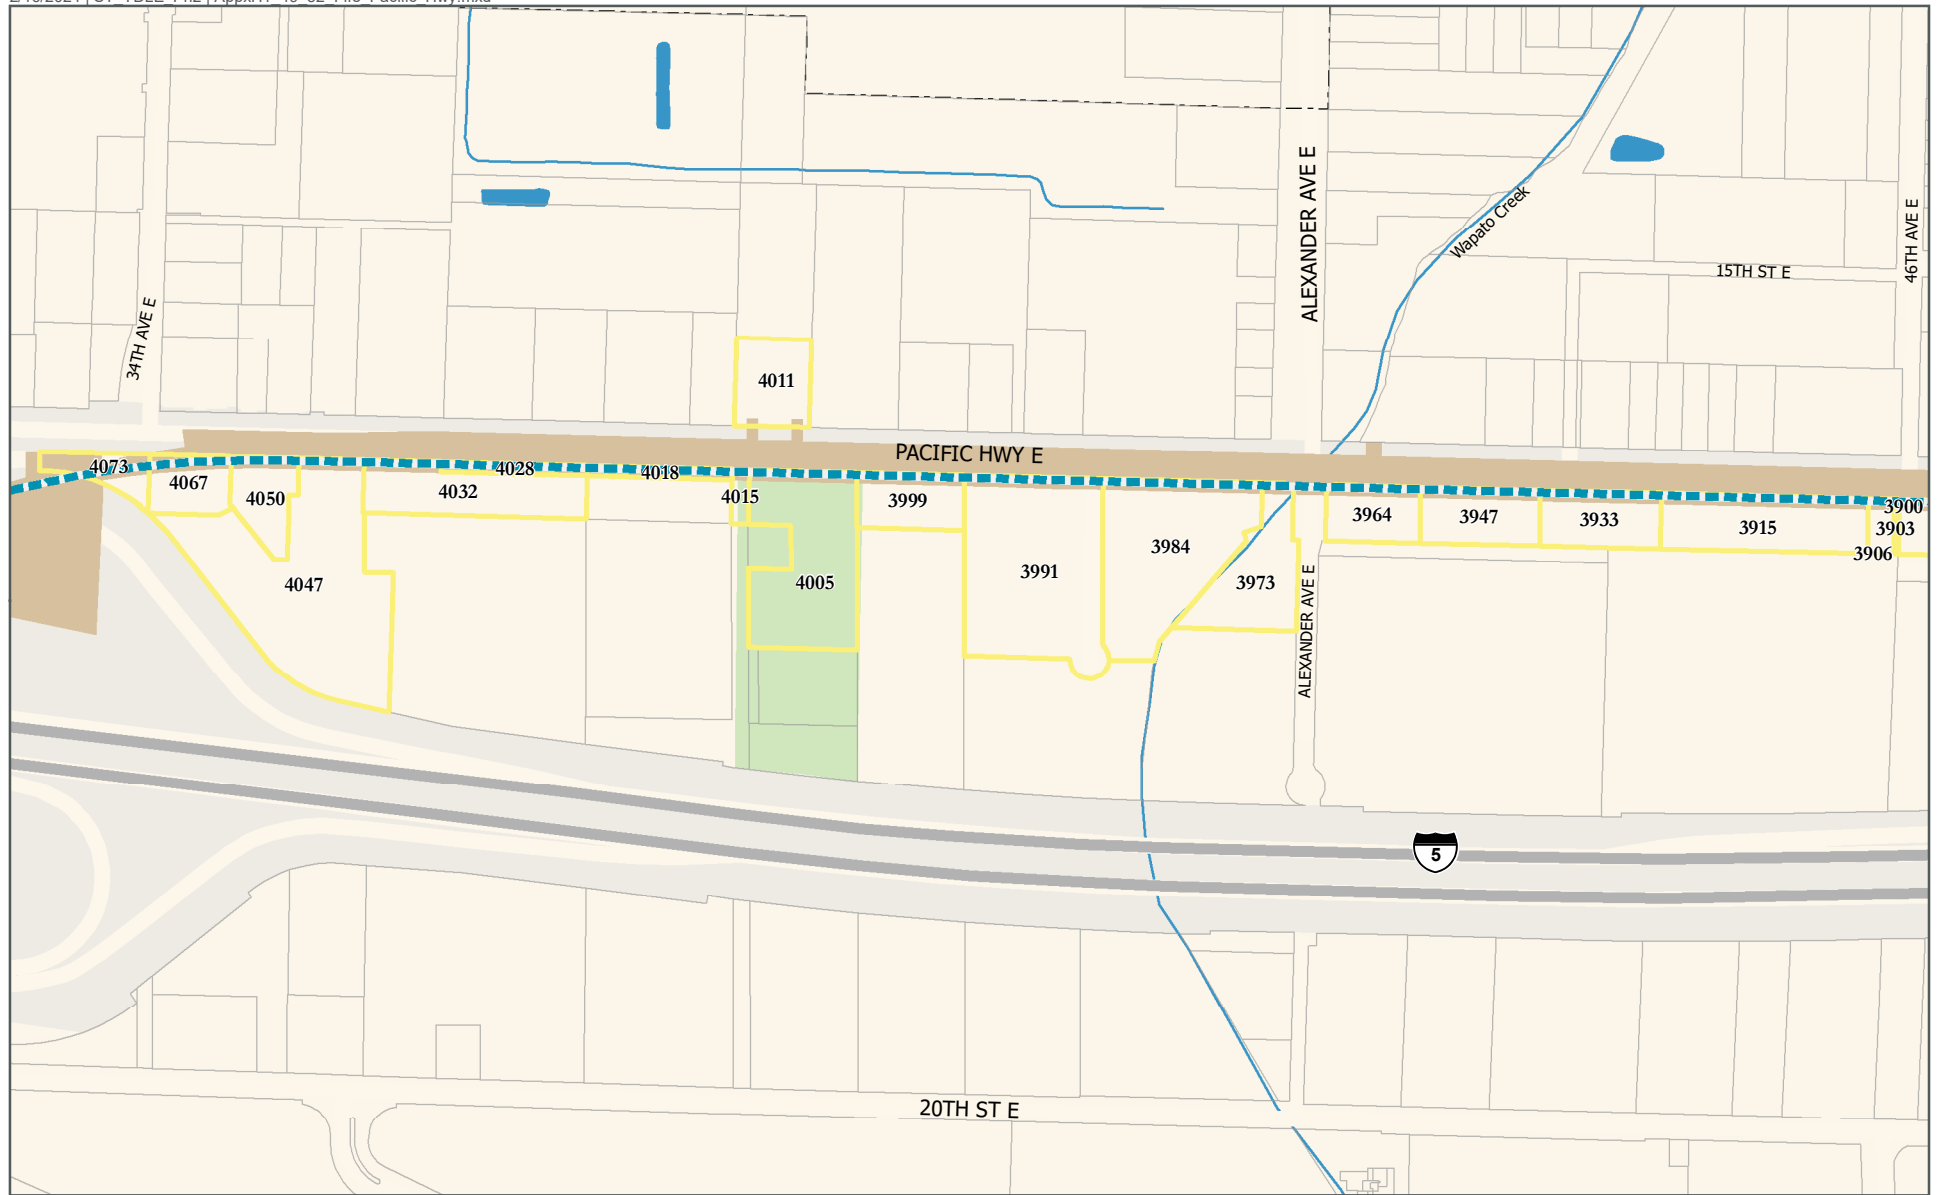 ALEXANDER AVE E
Wapato Creek
46TH AVE E
15TH ST E
34TH AVE E
4011
PACIFIC HWY E
4073
4067
4050
4028
4032
4018
4015
3999
3964
3947
3933
3915
3900
3903
3906
4047
4005
3991
3984
3973
ALEXANDER AVE E
5
20TH ST E